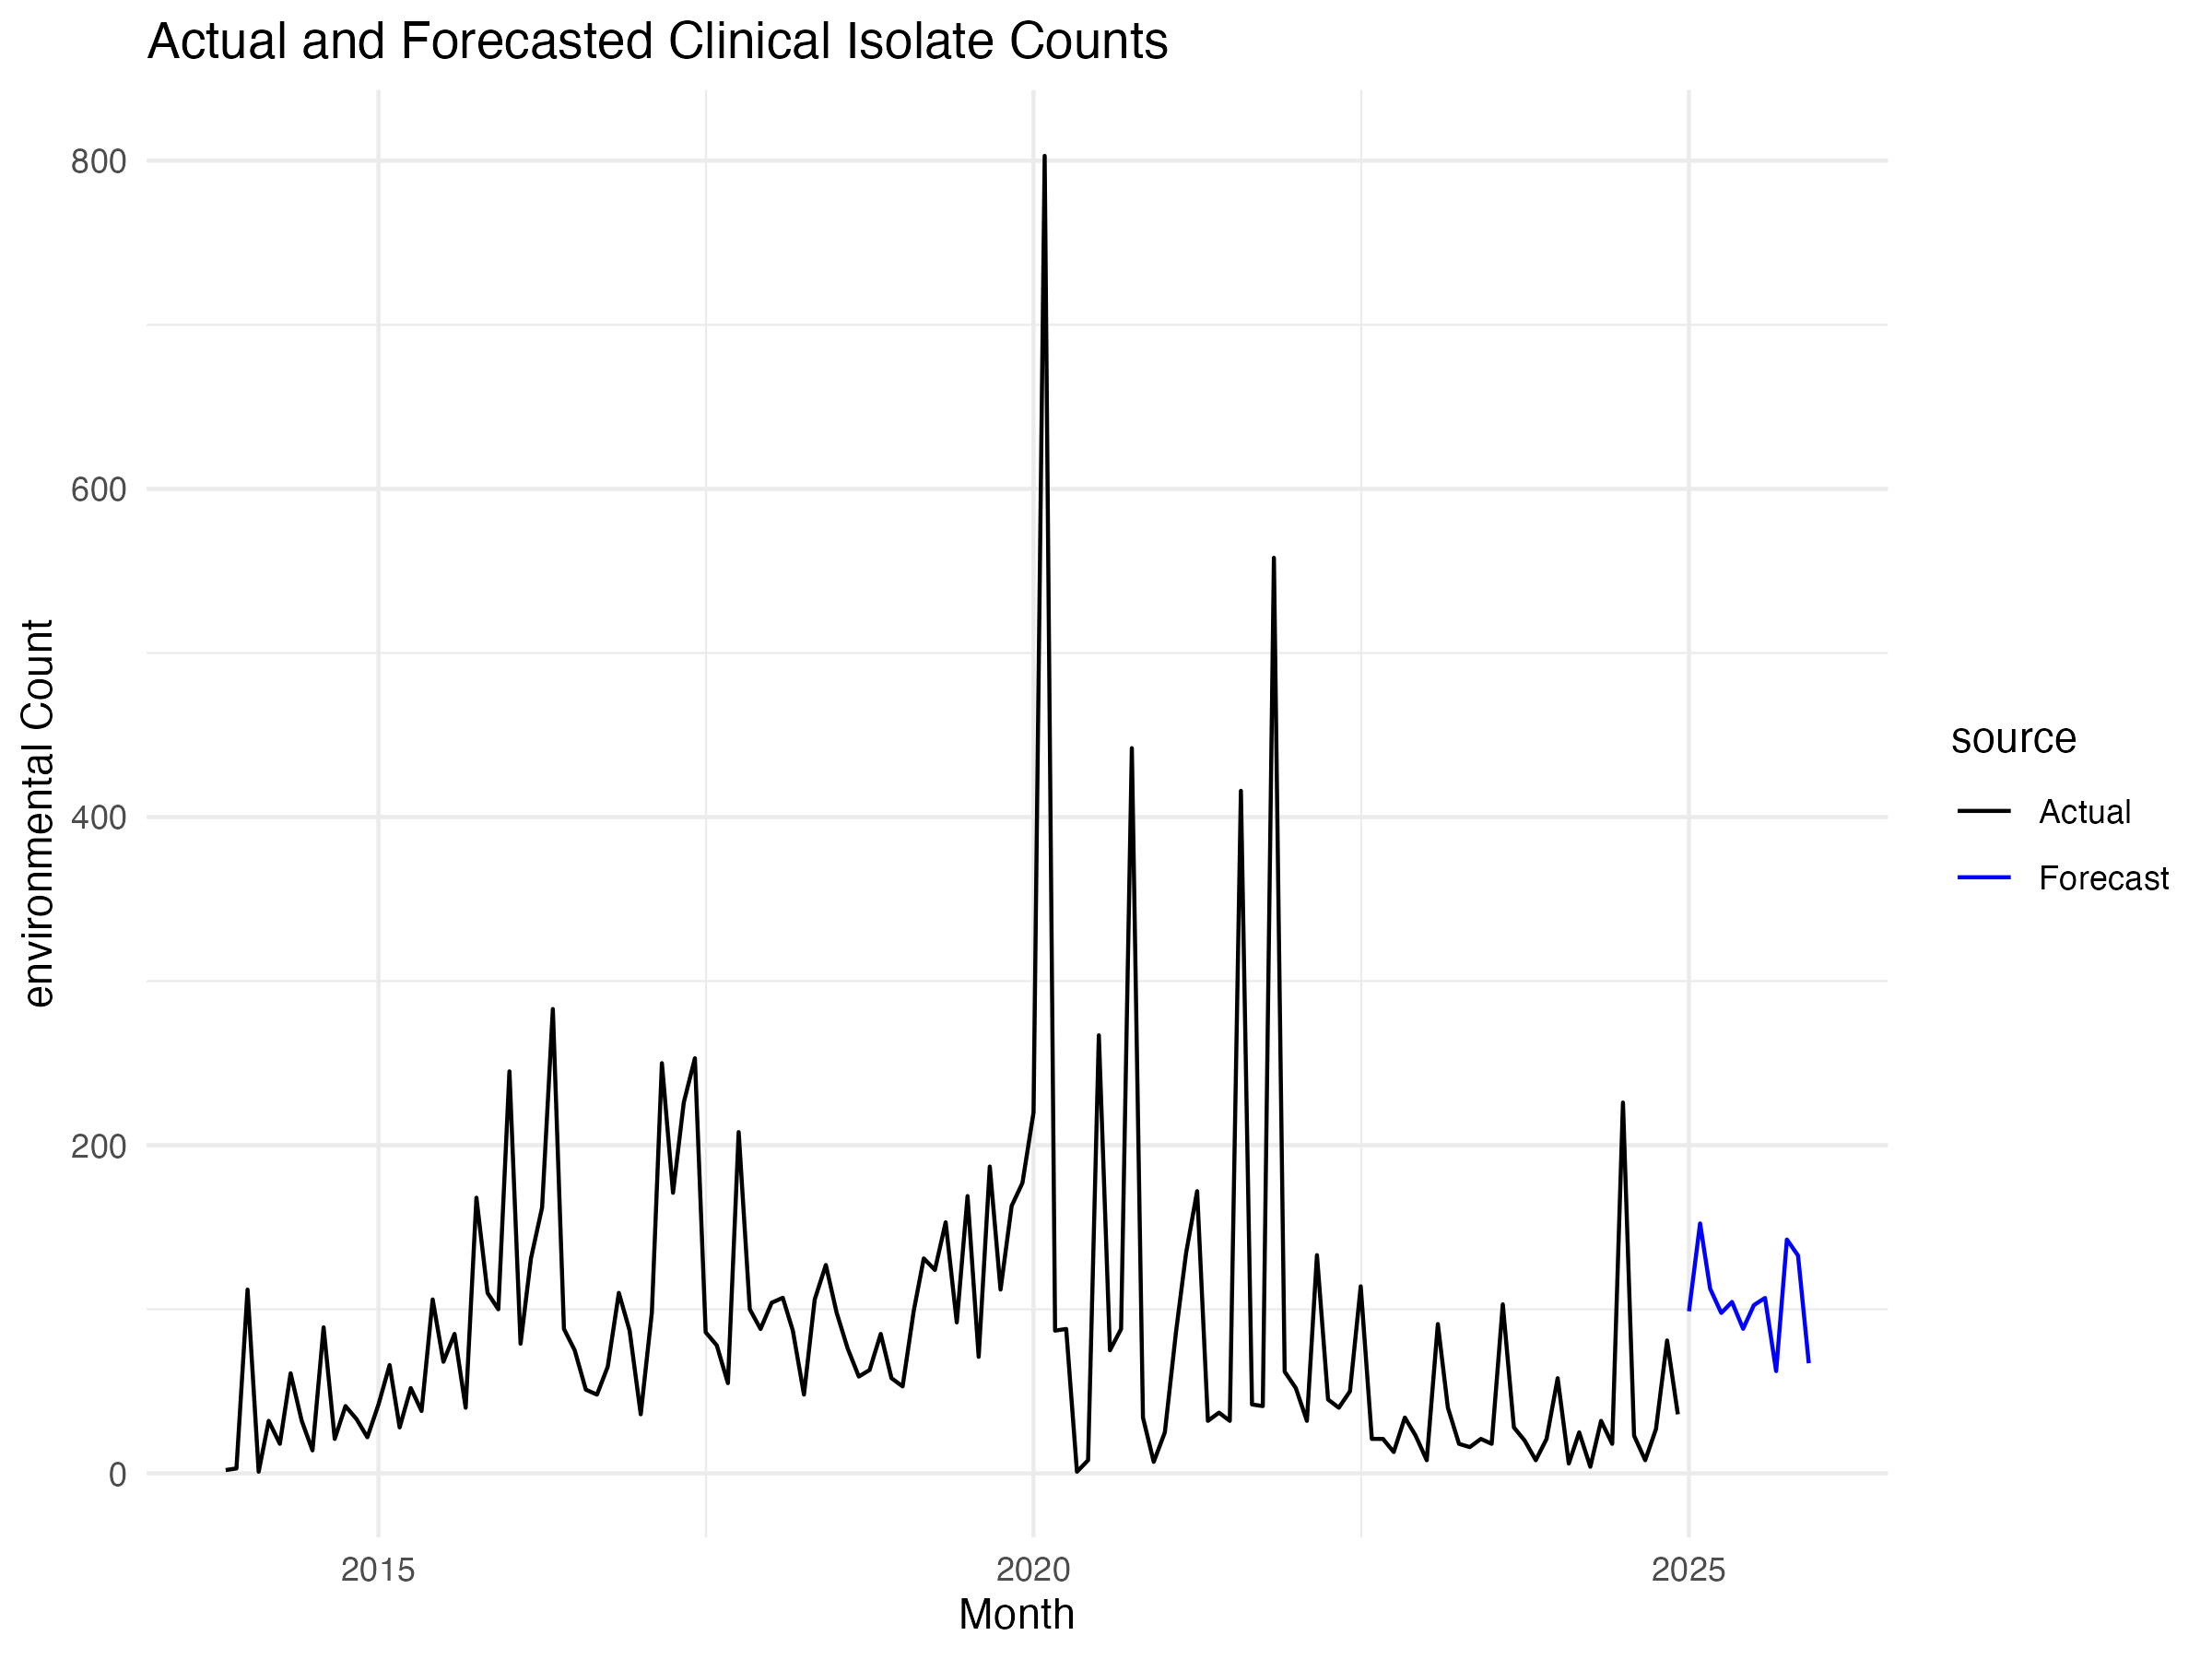 Actual and Forecasted Clinical Isolate Counts
800
600
400
200
0
environmental Count
2015
2020
2025
Month
source
Actual
Forecast